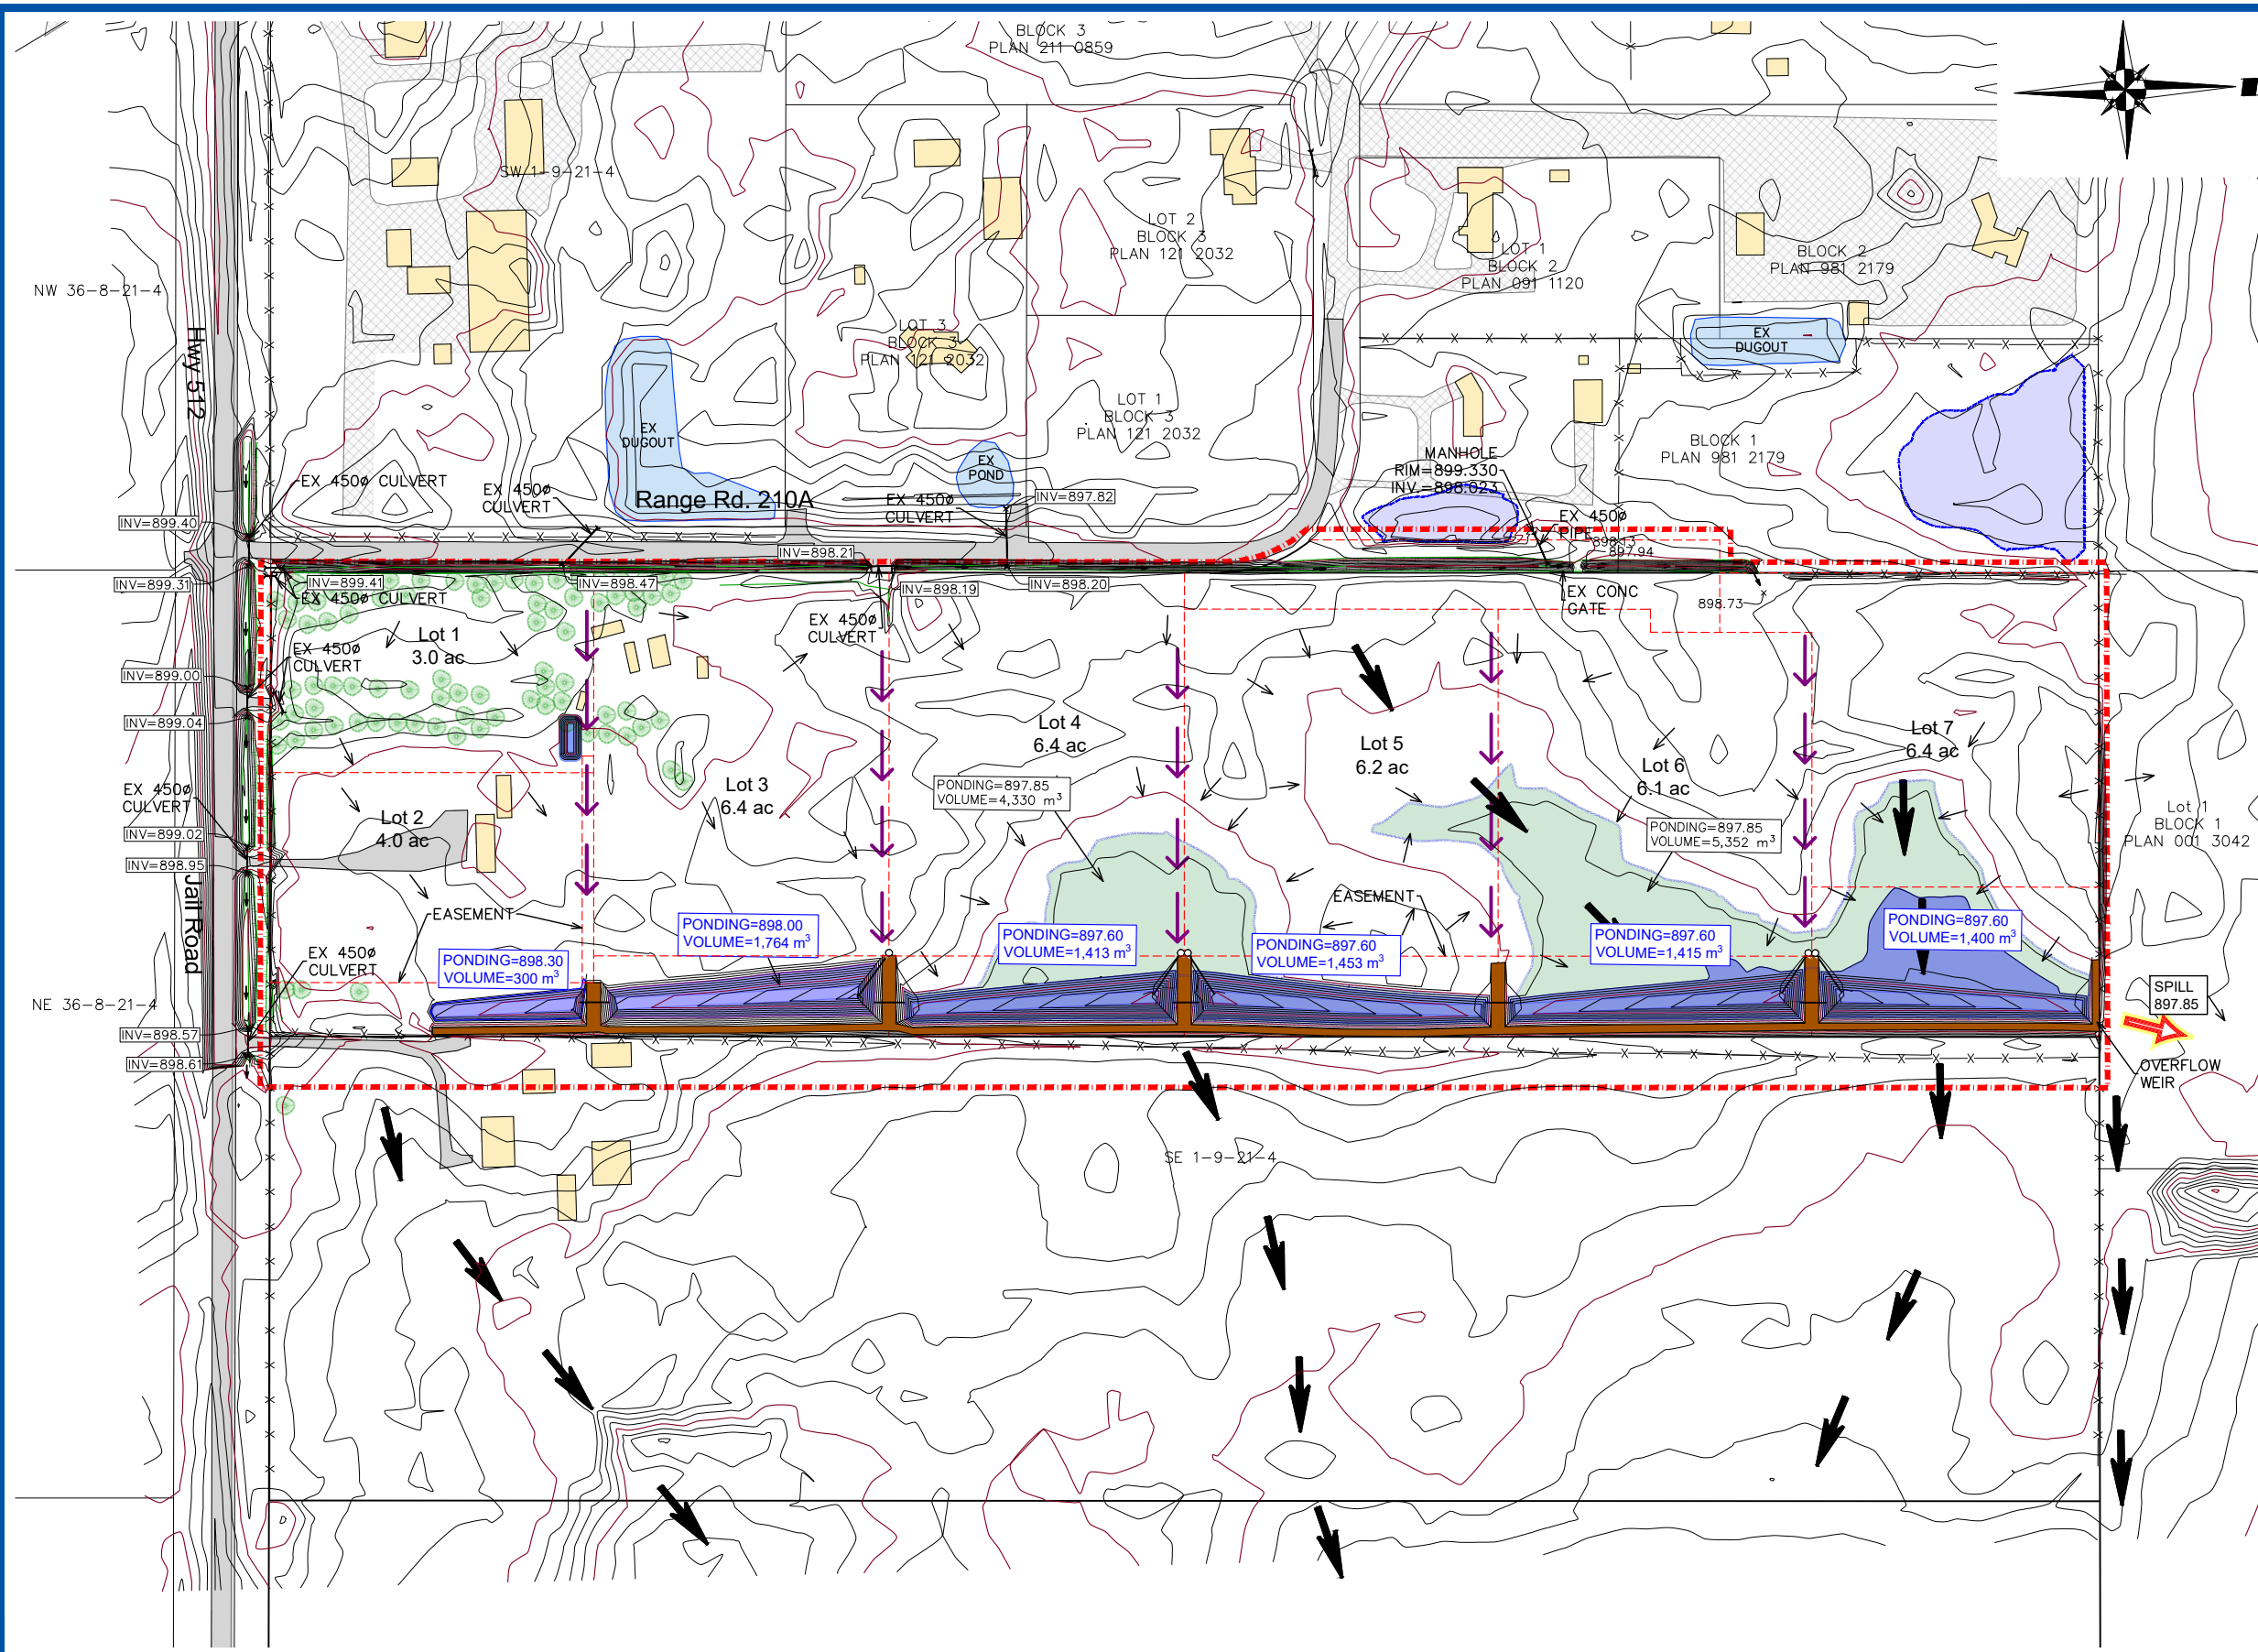 BLOCK 3
PLAN 211 0859
SW 1-9-21-4
LOT 2
BLOCK 3
PLAN 121 2032
LOT 1
BLOCK 2
PLAN 091 1120
BLOCK 2
PLAN 981 2179
NW 36-8-21-4
Hwy 512
LOT 3
BLOCK 3
PLAN 121 2032
EX
DUGOUT
EX
DUGOUT
LOT 1
BLOCK 3
PLAN 121 2032
BLOCK 1
PLAN 981 2179
MANHOLE
RIM=899.330
INV.=898.023
EX
POND
EX 450ø CULVERT
EX 450ø
CULVERT
Range Rd. 210A
EX 450ø
CULVERT
INV=897.82
INV=899.40
EX 450ø
PIPE
898.13
897.94
INV=898.21
INV=899.31
INV=899.41
EX 450ø CULVERT
INV=898.47
INV=898.19
INV=898.20
EX CONC
GATE
898.73
Lot 1
3.0 ac
EX 450ø
CULVERT
EX 450ø
CULVERT
INV=899.00
INV=899.04
Lot 4
6.4 ac
Lot 5
6.2 ac
Lot 6
6.1 ac
Lot 7
6.4 ac
Lot 3
6.4 ac
PONDING=897.85
VOLUME=4,330 m³
EX 450ø
CULVERT
Lot 2
4.0 ac
INV=899.02
PONDING=897.85
VOLUME=5,352 m³
Lot 1
BLOCK 1
PLAN 001 3042
INV=898.95
Jail Road
EASEMENT
EASEMENT
PONDING=898.00
VOLUME=1,764 m³
PONDING=897.60
VOLUME=1,413 m³
PONDING=897.60
VOLUME=1,453 m³
PONDING=897.60
VOLUME=1,415 m³
PONDING=897.60
VOLUME=1,400 m³
EX 450ø
CULVERT
PONDING=898.30
VOLUME=300 m³
NE 36-8-21-4
SPILL
897.85
INV=898.57
INV=898.61
OVERFLOW
WEIR
SE 1-9-21-4